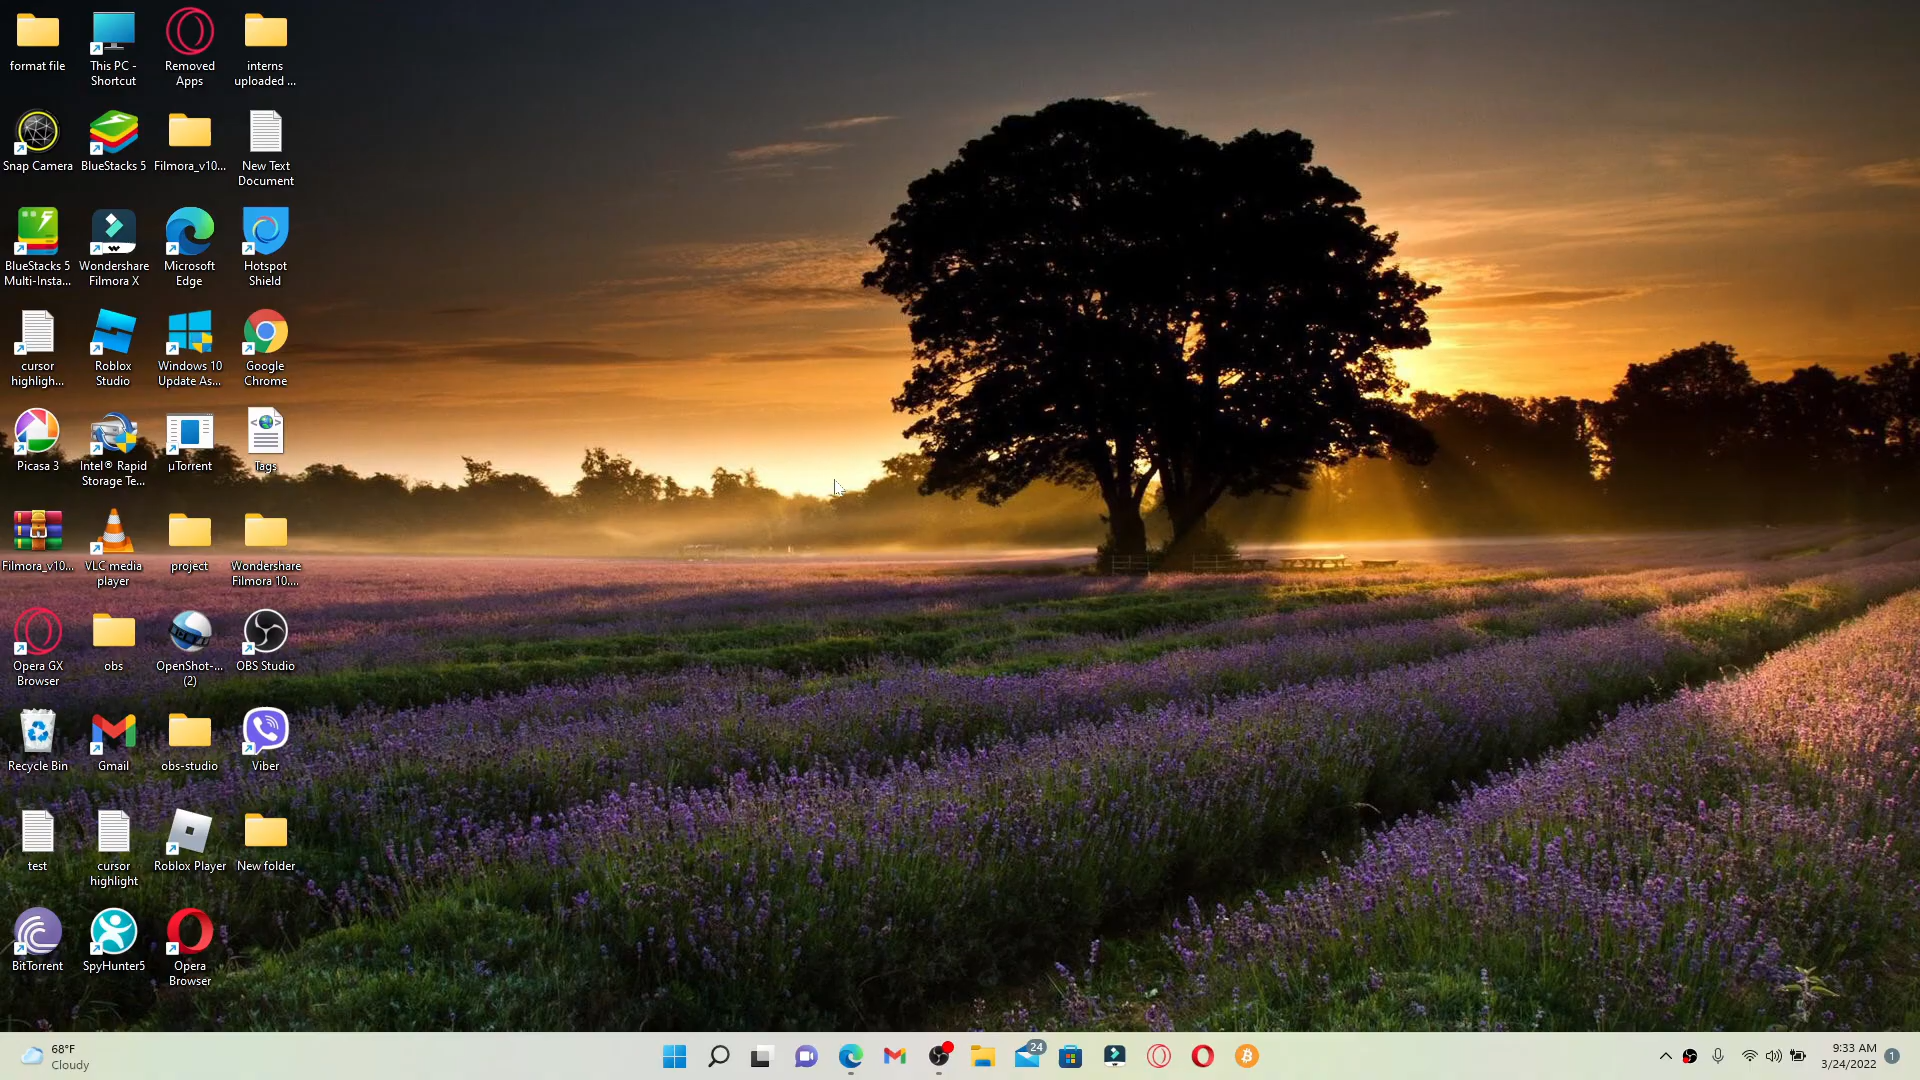 format file
This PC -
Shortcut
Removed
Apps
interns
uploaded ...
Snap Camera
BlueStacks 5
Filmora_v10...
New Text
Document
BlueStacks 5
Multi-Insta...
Wondershare
Filmora X
Microsoft
Edge
Hotspot
Shield
cursor
highligh...
Roblox
Studio
Windows 10
Update As...
Google
Chrome
Picasa 3
Intel® Rapid
Storage Te...
µTorrent
Tags
Filmora_v10...
VLC media
player
project
Wondershare
Filmora 10....
Opera GX
Browser
obs
OpenShot-...
(2)
OBS Studio
Recycle Bin
Gmail
obs-studio
Viber
test
cursor
highlight
Roblox Player
New folder
BitTorrent
SpyHunter5
Opera
Browser
68°F
Cloudy
24
9:33 AM
3/24/2022
1